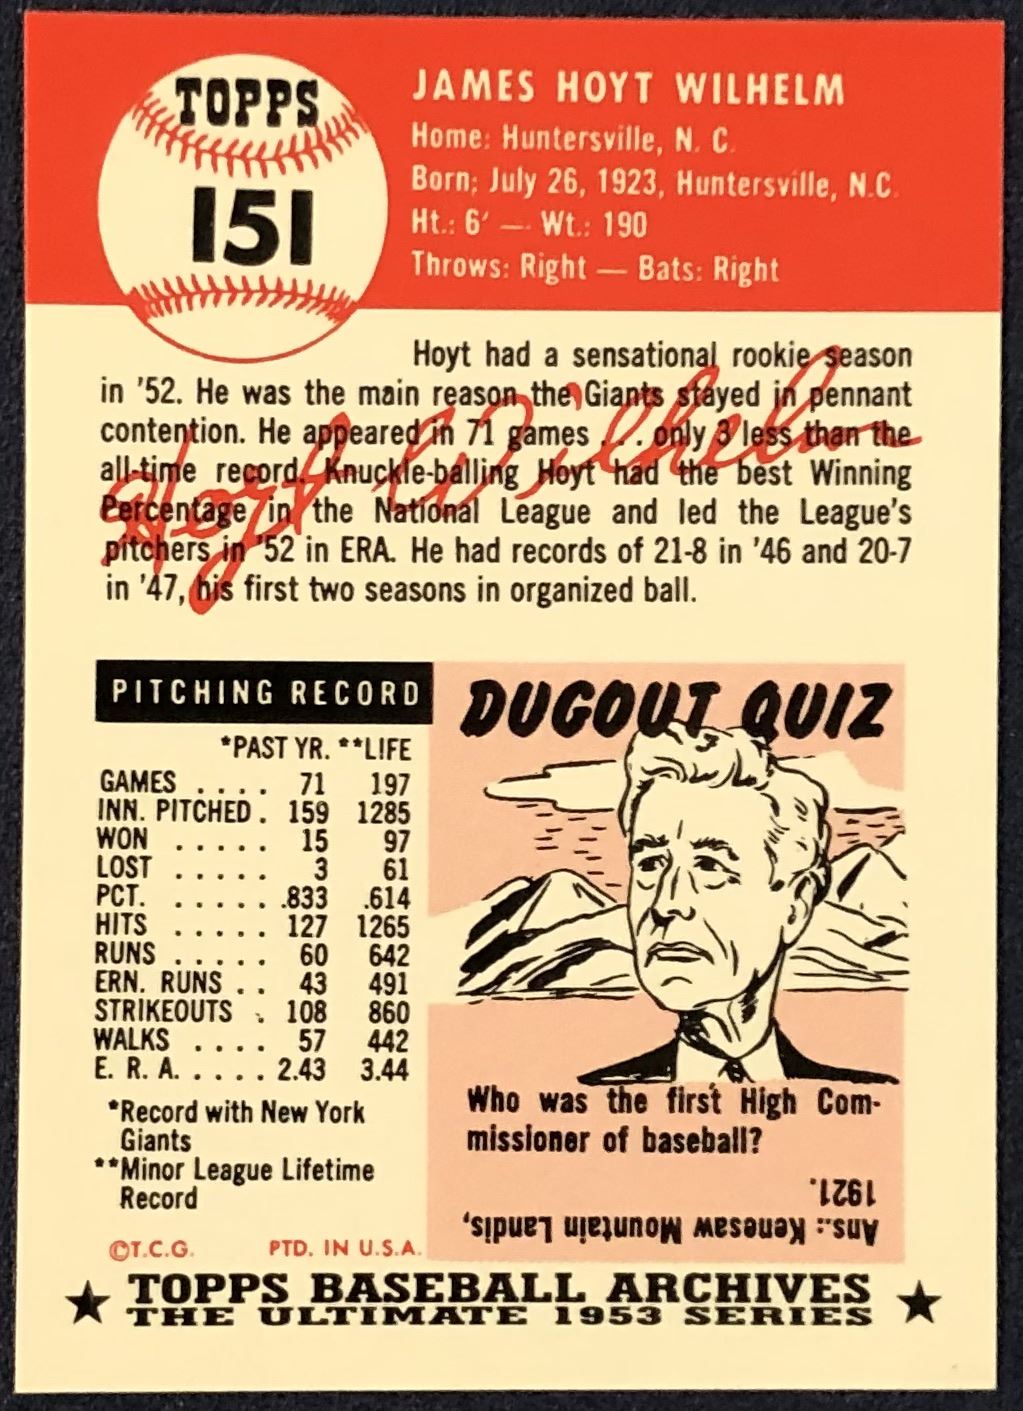 TOPPS
151
JAMES HOYT WILHELM
Home: Huntersville, N. C.
Born; July 26, 1923, Huntersville, N.C.
Ht.: 6' — Wt.: 190
Throws: Right — Bats: Right
Hoyt had a sensational rookie season
in '52. He was the main reason the Giants stayed in pennant
contention. He appeared in 71 games . . . only 3 less than the
all-time record. Knuckle-balling Hoyt had the best Winning
Percentage in the National League and led the League's
pitchers in '52 in ERA. He had records of 21-8 in '46 and 20-7
in '47, his first two seasons in organized ball.
Hoyt Wilhelm
PITCHING RECORD
*PAST YR. **LIFE
GAMES . . . . 71 197
INN. PITCHED . 159 1285
WON . . . . . 15 97
LOST . . . . . 3 61
PCT. . . . . . .833 .614
HITS . . . . . 127 1265
RUNS . . . . . 60 642
ERN. RUNS . . 43 491
STRIKEOUTS . 108 860
WALKS . . . . 57 442
E. R. A. . . . . 2.43 3.44
*Record with New York
Giants
**Minor League Lifetime
Record
©T.C.G. PTD. IN U.S.A.
DUGOUT QUIZ
Who was the first High Com-
missioner of baseball?
Ans.: Kenesaw Mountain Landis,
1921.
TOPPS BASEBALL ARCHIVES
THE ULTIMATE 1953 SERIES